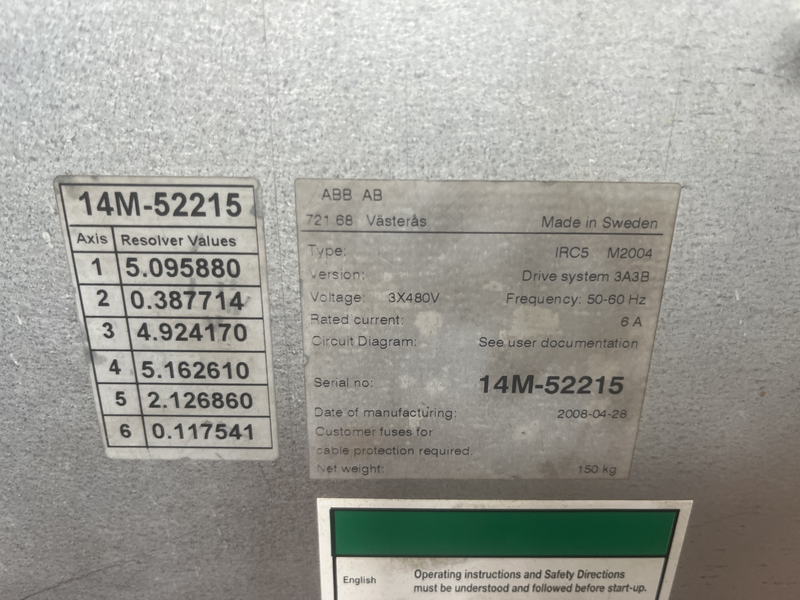 14M-52215
Axis Resolver Values
1 5.095880
2 0.387714
3 4.924170
4 5.162610
5 2.126860
6 0.117541
ABB AB
721 68 Västerås Made in Sweden
Type: IRC5 M2004
Version: Drive system 3A3B
Voltage: 3X480V Frequency: 50-60 Hz
Rated current: 6 A
Circuit Diagram: See user documentation
Serial no: 14M-52215
Date of manufacturing: 2008-04-28
Customer fuses for
cable protection required.
Net weight: 150 kg
English Operating instructions and Safety Directions
must be understood and followed before start-up.